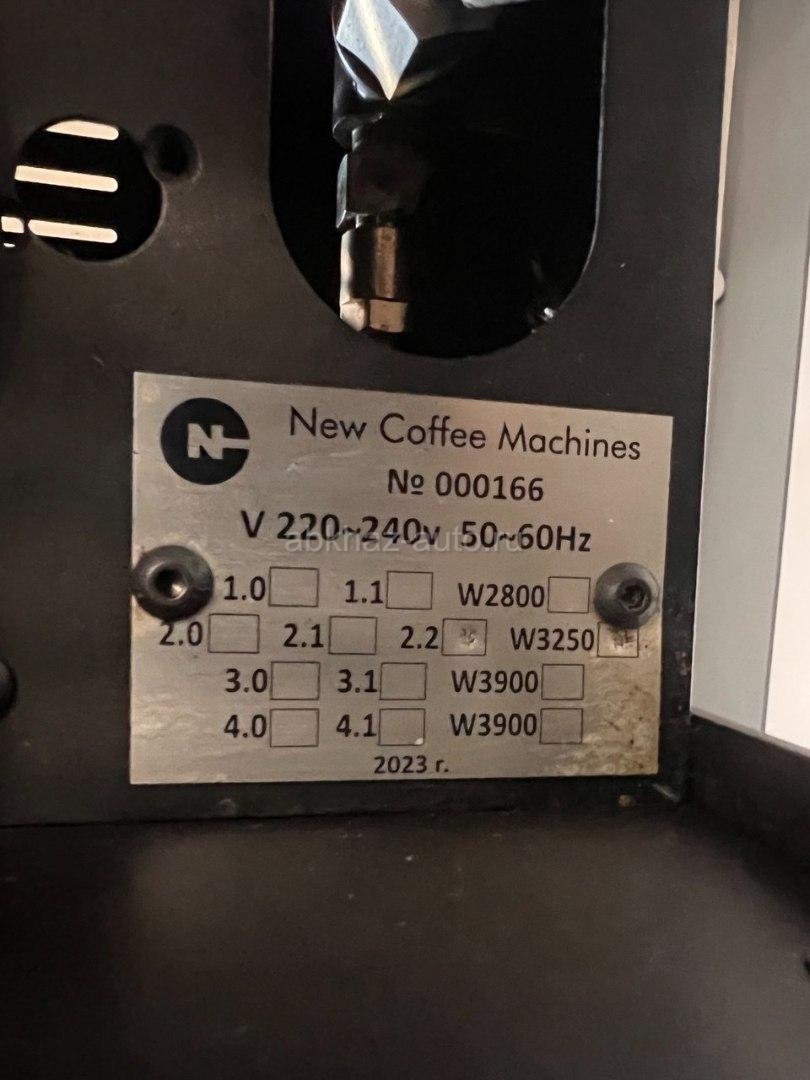 N New Coffee Machines
№ 000166
V 220~240v 50~60Hz
abkhaz-auto.ru
1.0 1.1 W2800
2.0 2.1 2.2 W3250
3.0 3.1 W3900
4.0 4.1 W3900
2023 г.